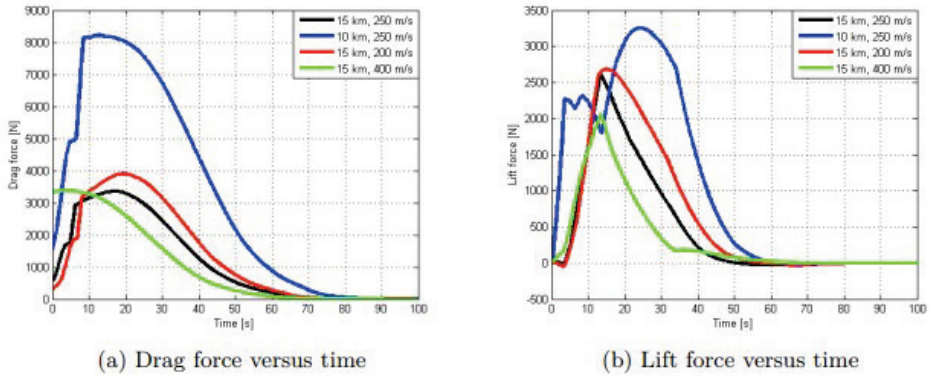 9000
8000
7000
6000
5000
4000
3000
2000
1000
0
Drag force [N]
15 km, 250 m/s
10 km, 250 m/s
15 km, 200 m/s
15 km, 400 m/s
0 10 20 30 40 50 60 70 80 90 100
Time [s]
(a) Drag force versus time
3500
3000
2500
2000
1500
1000
500
0
-500
Lift force [N]
15 km, 250 m/s
10 km, 250 m/s
15 km, 200 m/s
15 km, 400 m/s
0 10 20 30 40 50 60 70 80 90 100
Time [s]
(b) Lift force versus time